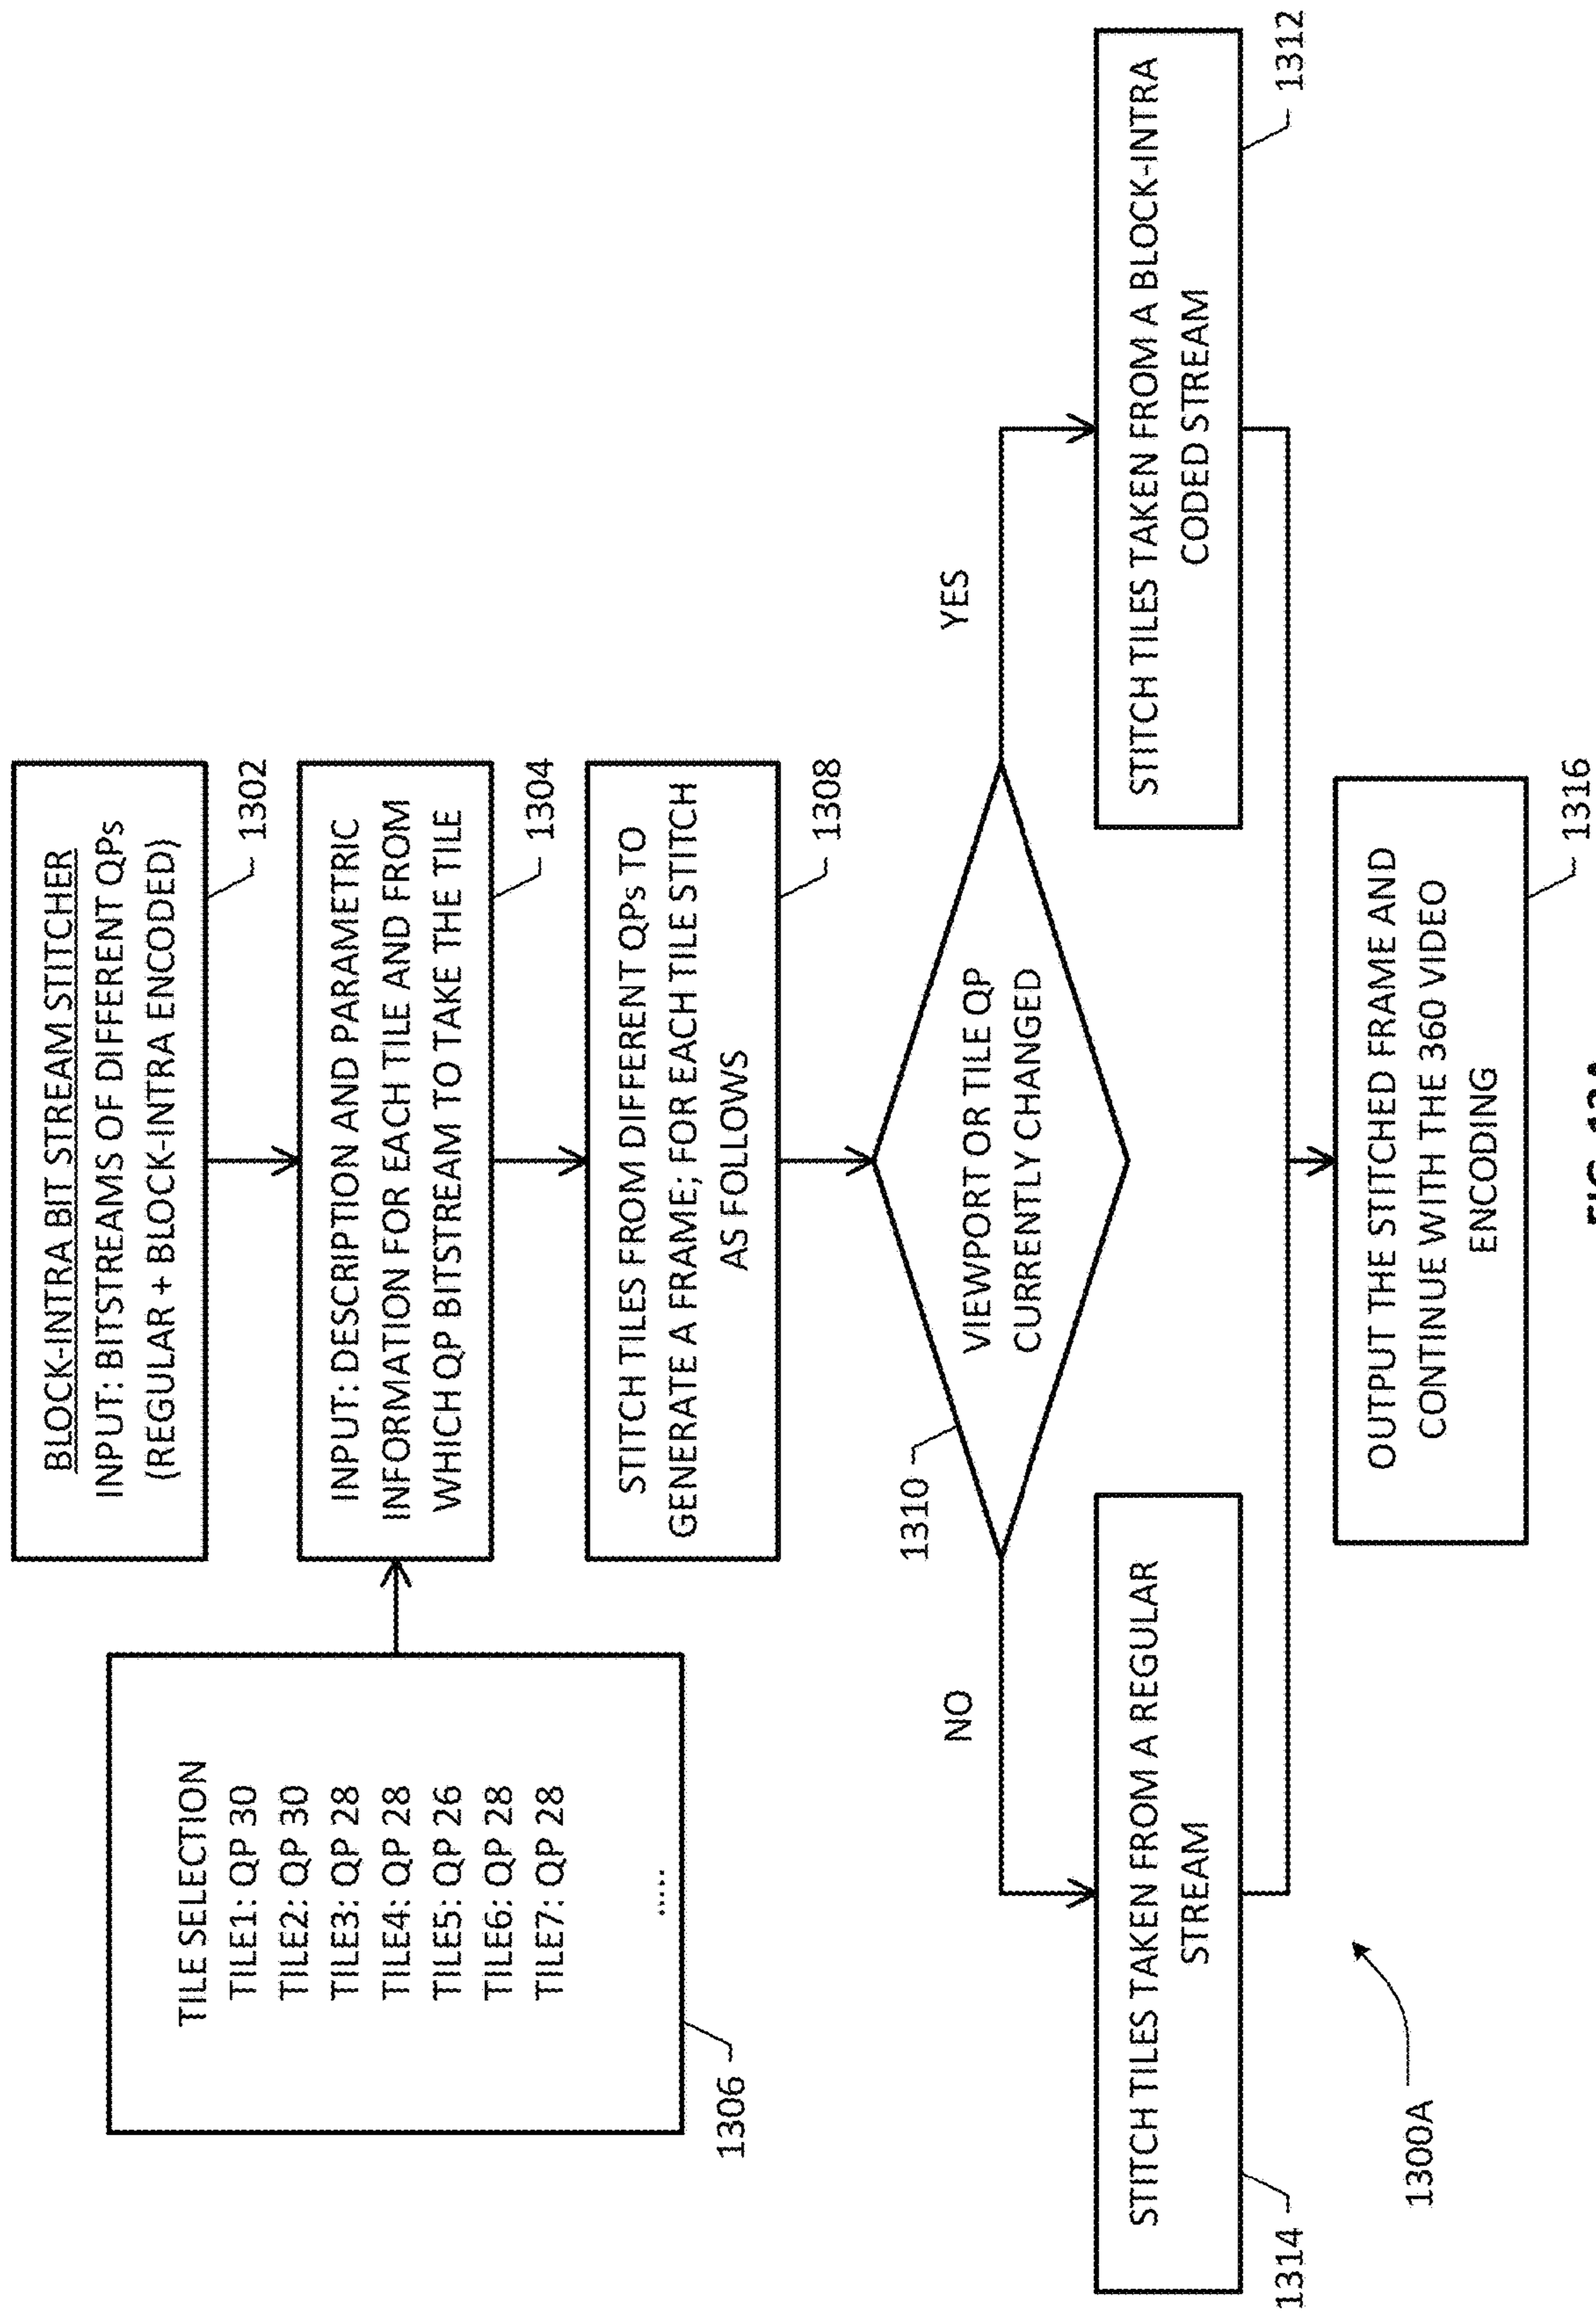 BLOCK-INTRA BIT STREAM STITCHER
INPUT: BITSTREAMS OF DIFFERENT QPs
(REGULAR + BLOCK-INTRA ENCODED)
1302
TILE SELECTION
TILE1: QP 30
TILE2: QP 30
TILE3: QP 28
TILE4: QP 28
TILE5: QP 26
TILE6: QP 28
TILE7: QP 28
.....
1306
INPUT: DESCRIPTION AND PARAMETRIC
INFORMATION FOR EACH TILE AND FROM
WHICH QP BITSTREAM TO TAKE THE TILE
1304
STITCH TILES FROM DIFFERENT QPs TO
GENERATE A FRAME; FOR EACH TILE STITCH
AS FOLLOWS
1308
1310
VIEWPORT OR TILE QP
CURRENTLY CHANGED
NO
YES
STITCH TILES TAKEN FROM A REGULAR
STREAM
1314
STITCH TILES TAKEN FROM A BLOCK-INTRA
CODED STREAM
1312
OUTPUT THE STITCHED FRAME AND
CONTINUE WITH THE 360 VIDEO
ENCODING
1316
1300A